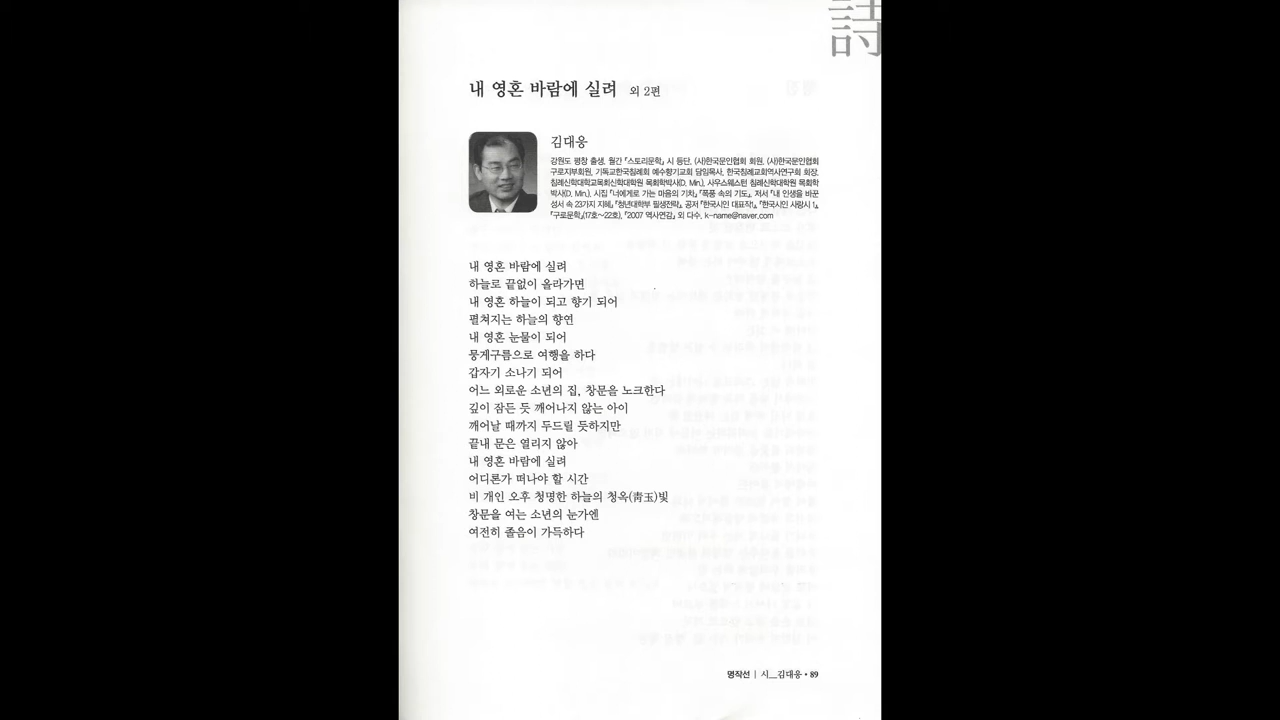 詩
내 영혼 바람에 실려 외 2편
김대웅
강원도 평창 출생, 월간 『스토리문학』 시 등단, (사)한국문인협회 회원, (사)한국문인협회
구로지부회원, 기독교한국침례회 예수향기교회 담임목사, 한국침례교회역사연구회 회장,
침례신학대학교목회신학대학원 목회학박사(D. Min.), 사우스웨스턴 침례신학대학원 목회학
박사(D. Min.), 시집 『너에게로 가는 마음의 기차』 『폭풍 속의 기도』, 저서 『내 인생을 바꾼
성서 속 23가지 지혜』 『청년대학부 필생전략』, 공저 『한국시인 대표작1』, 『한국시인 사랑시 1』,
『구로문학』(17호~22호), 『2007 역사연감』 외 다수, k-name@naver.com
내 영혼 바람에 실려
하늘로 끝없이 올라가면
내 영혼 하늘이 되고 향기 되어
펼쳐지는 하늘의 향연
내 영혼 눈물이 되어
뭉게구름으로 여행을 하다
갑자기 소나기 되어
어느 외로운 소년의 집, 창문을 노크한다
깊이 잠든 듯 깨어나지 않는 아이
깨어날 때까지 두드릴 듯하지만
끝내 문은 열리지 않아
내 영혼 바람에 실려
어디론가 떠나야 할 시간
비 개인 오후 청명한 하늘의 청옥(靑玉)빛
창문을 여는 소년의 눈가엔
여전히 졸음이 가득하다
명작선 | 시__김대웅 • 89